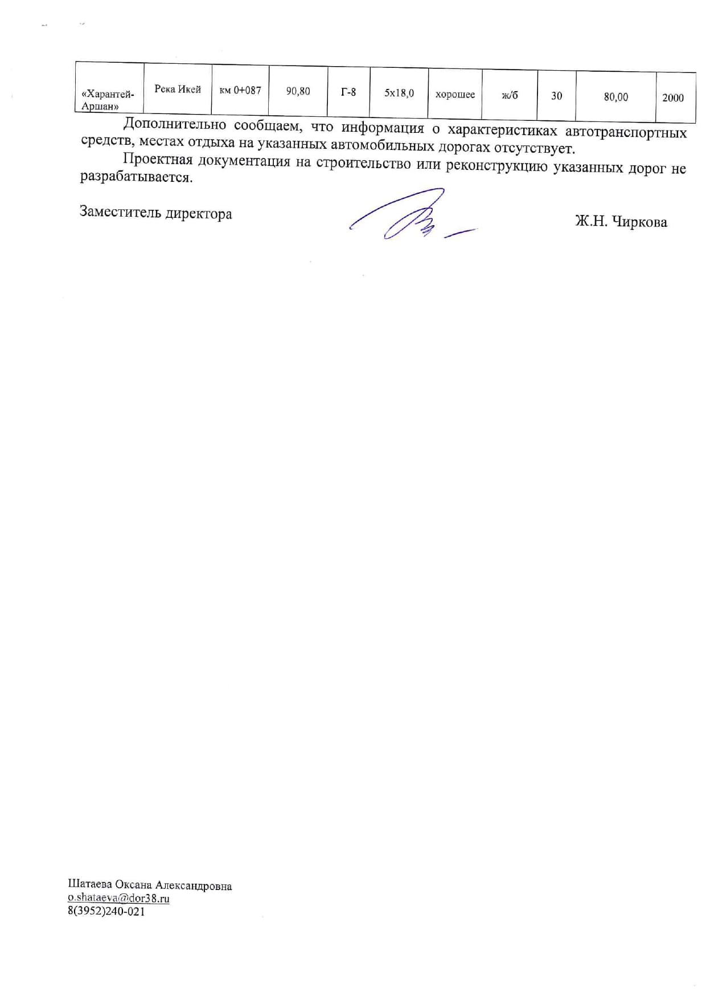 «Харантей-
Аршан» Река Икей км 0+087 90,80 Г-8 5х18,0 хорошее ж/б 30 80,00 2000
Дополнительно сообщаем, что информация о характеристиках автотранспортных
средств, местах отдыха на указанных автомобильных дорогах отсутствует.
Проектная документация на строительство или реконструкцию указанных дорог не
разрабатывается.
Заместитель директора Ж.Н. Чиркова
Шатаева Оксана Александровна
o.shataeva@dor38.ru
8(3952)240-021